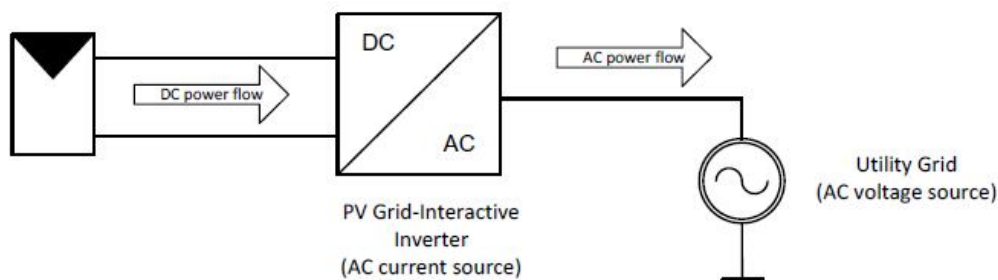 DC
AC power flow
DC power flow
AC
PV Grid-Interactive
Inverter
(AC current source)
Utility Grid
(AC voltage source)